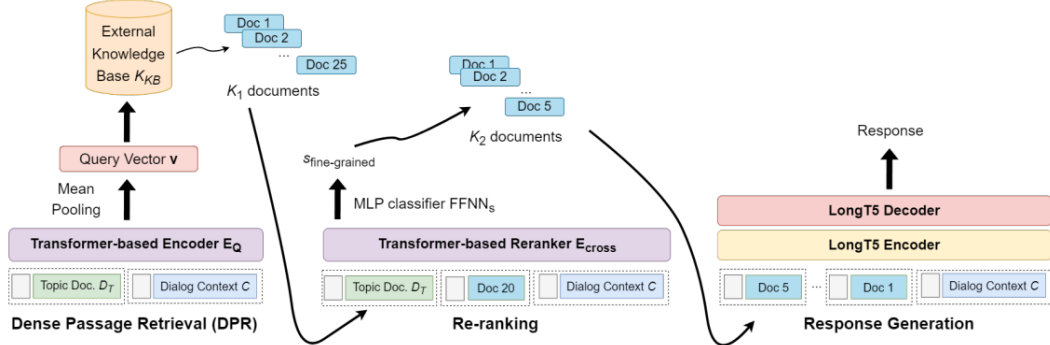 External
Knowledge
Base K_KB
Doc 1
Doc 2
...
Doc 25
K₁ documents
Query Vector v
Mean
Pooling
Transformer-based Encoder E_Q
Topic Doc. D_T
Dialog Context C
Dense Passage Retrieval (DPR)
Doc 1
Doc 2
...
Doc 5
K₂ documents
s_fine-grained
MLP classifier FFNN_s
Transformer-based Reranker E_cross
Topic Doc. D_T
Doc 20
Dialog Context C
Re-ranking
Response
LongT5 Decoder
LongT5 Encoder
Doc 5
...
Doc 1
Dialog Context C
Response Generation